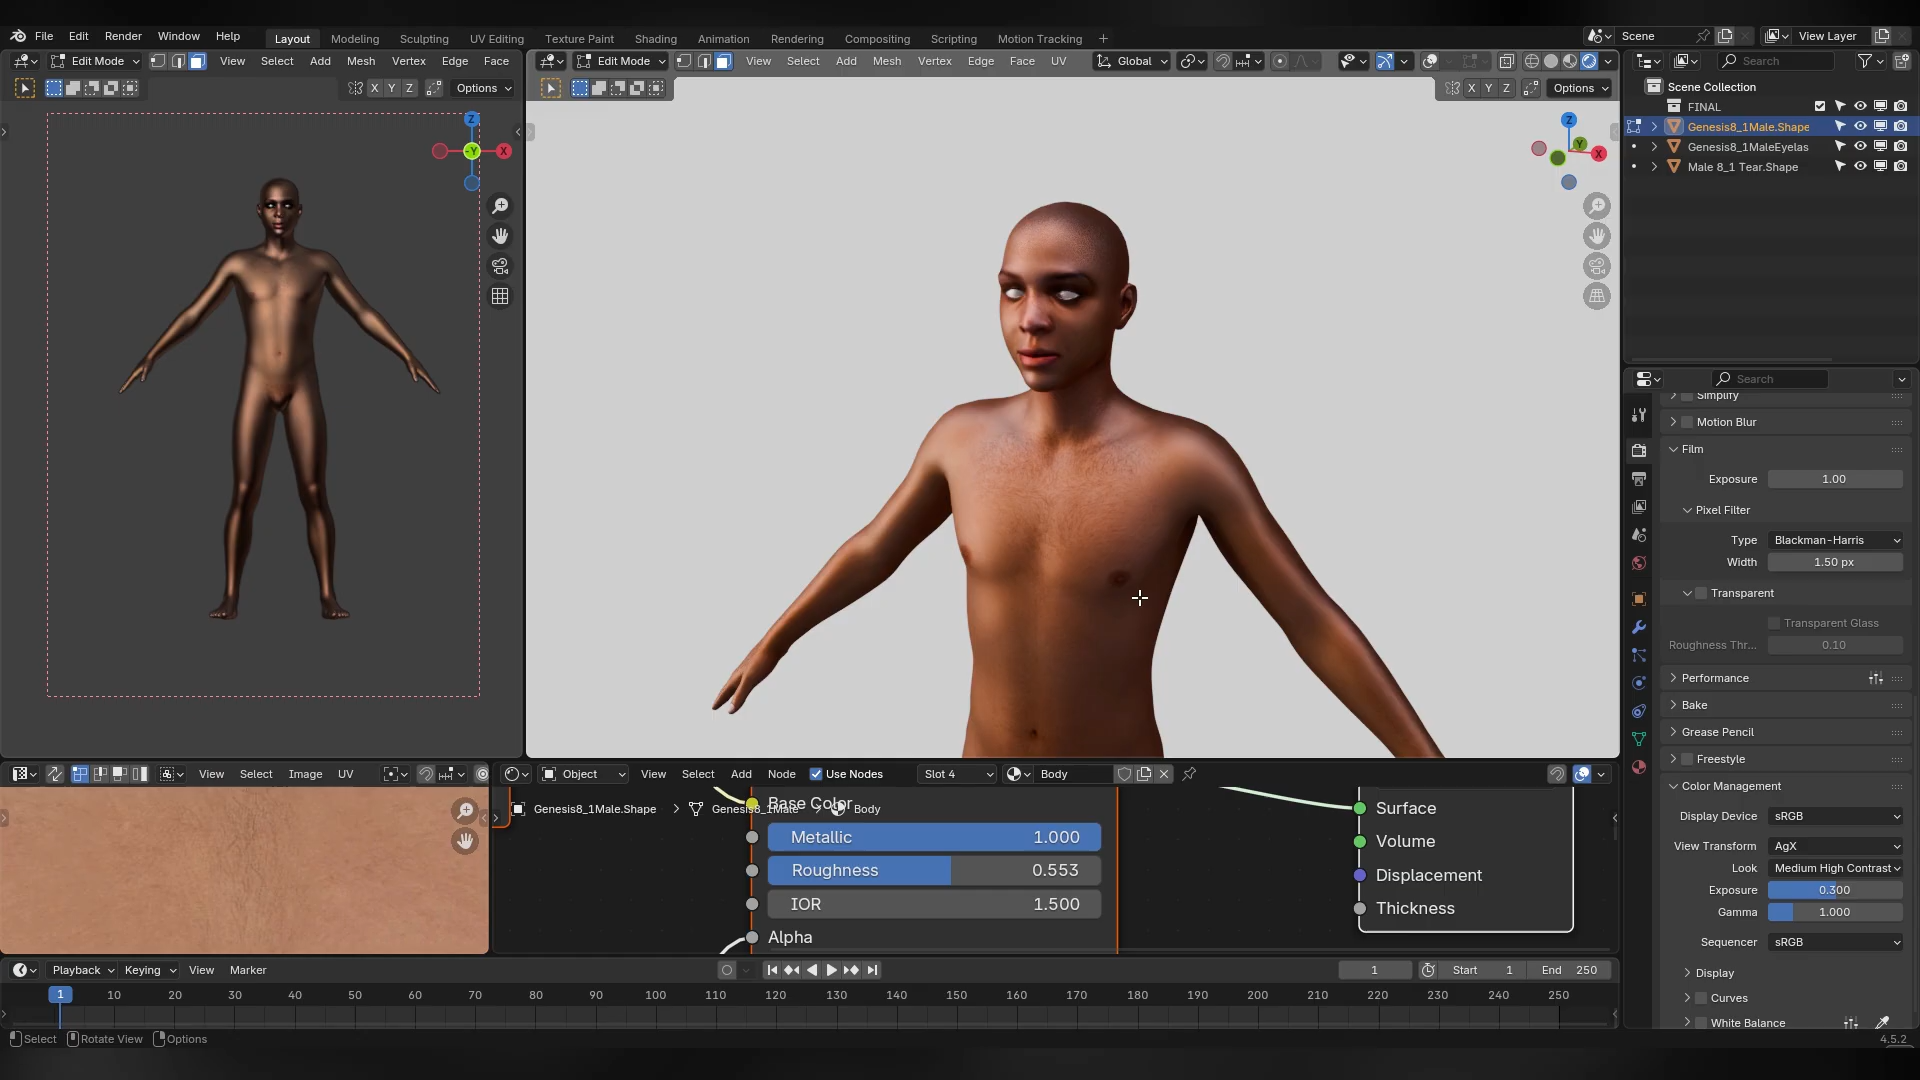 File Edit Render Window Help Layout Modeling Sculpting UV Editing Texture Paint Shading Animation Rendering Compositing Scripting Motion Tracking + Scene View Layer
Edit Mode View Select Add Mesh Vertex Edge Face
Edit Mode View Select Add Mesh Vertex Edge Face UV Global
X Y Z Options
X Y Z Options
Z
-Y
X
Z
Y
X
Search
Scene Collection
FINAL
Genesis8_1Male.Shape
Genesis8_1MaleEyelas
Male 8_1 Tear.Shape
Search
Simplify
Motion Blur
Film
Exposure 1.00
Pixel Filter
Type Blackman-Harris
Width 1.50 px
Transparent
Transparent Glass
Roughness Thr... 0.10
Performance
Bake
Grease Pencil
Freestyle
Color Management
Display Device sRGB
View Transform AgX
Look Medium High Contrast
Exposure 0.300
Gamma 1.000
Sequencer sRGB
Display
Curves
White Balance
View Select Image UV
Object View Select Add Node Use Nodes Slot 4 Body
Genesis8_1Male.Shape > Genesis8_1Male > Body
Base Color
Metallic 1.000
Roughness 0.553
IOR 1.500
Alpha
Surface
Volume
Displacement
Thickness
Playback Keying View Marker 1 Start 1 End 250
1 10 20 30 40 50 60 70 80 90 100 110 120 130 140 150 160 170 180 190 200 210 220 230 240 250
Select Rotate View Options 4.5.2